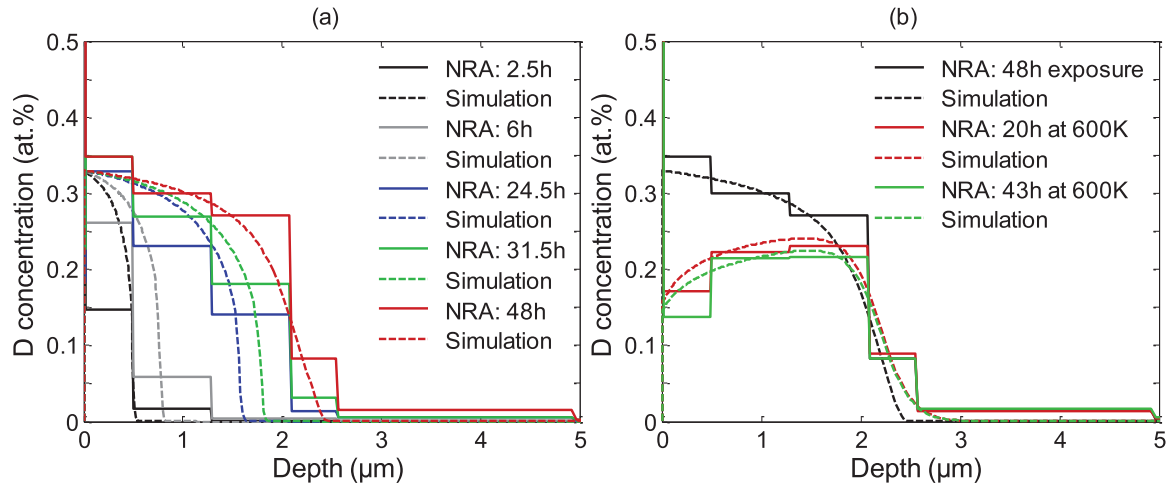 (a)
D concentration (at.%)
0.5
0.4
0.3
0.2
0.1
0
NRA: 2.5h
Simulation
NRA: 6h
Simulation
NRA: 24.5h
Simulation
NRA: 31.5h
Simulation
NRA: 48h
Simulation
0 1 2 3 4 5
Depth (µm)
(b)
D concentration (at.%)
0.5
0.4
0.3
0.2
0.1
0
NRA: 48h exposure
Simulation
NRA: 20h at 600K
Simulation
NRA: 43h at 600K
Simulation
0 1 2 3 4 5
Depth (µm)